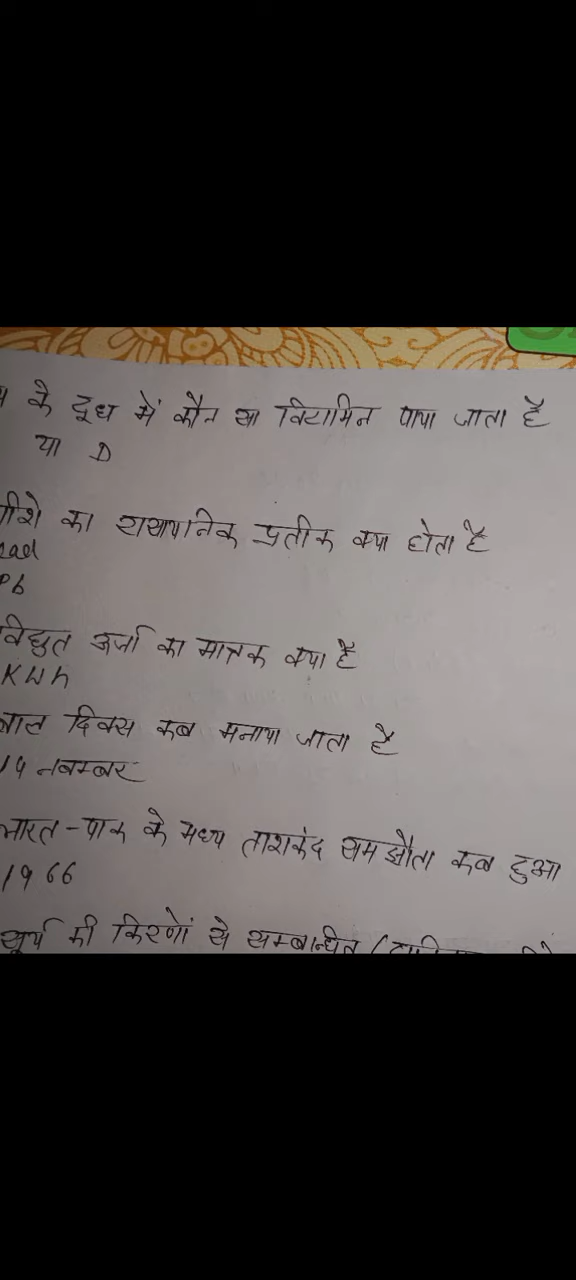 के दूध में कौन सा विटामिन पाया जाता है
या D
शीशे का रासायनिक प्रतीक क्या होता है
ead
Pb
विद्युत ऊर्जा का मात्रक क्या है
KWh
बाल दिवस कब मनाया जाता है
14 नवम्बर
भारत-पाक के मध्य ताशकंद समझौता कब हुआ
1966
सूर्य की किरणों से सम्बन्धित